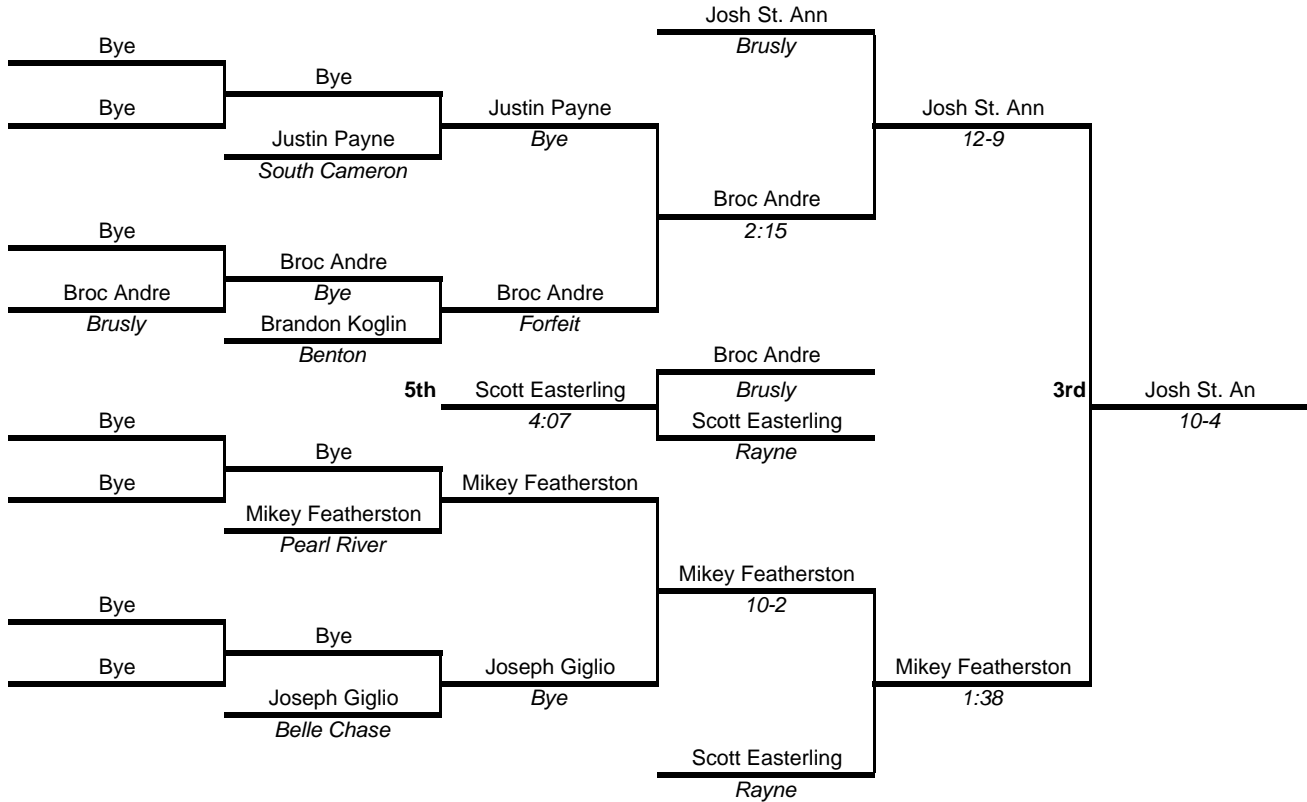 Josh St. Ann
Brusly
Bye
Bye
Bye
Justin Payne
Josh St. Ann
Justin Payne
Bye
12-9
South Cameron
Broc Andre
2:15
Bye
Broc Andre
Bye
Broc Andre
Broc Andre
Brusly
Forfeit
Brandon Koglin
Benton
Broc Andre
5th
Scott Easterling
Brusly
3rd
Josh St. An
4:07
10-4
Scott Easterling
Rayne
Bye
Bye
Bye
Mikey Featherston
Mikey Featherston
Pearl River
Mikey Featherston
10-2
Bye
Bye
Bye
Joseph Giglio
Mikey Featherston
Joseph Giglio
Bye
1:38
Belle Chase
Scott Easterling
Rayne